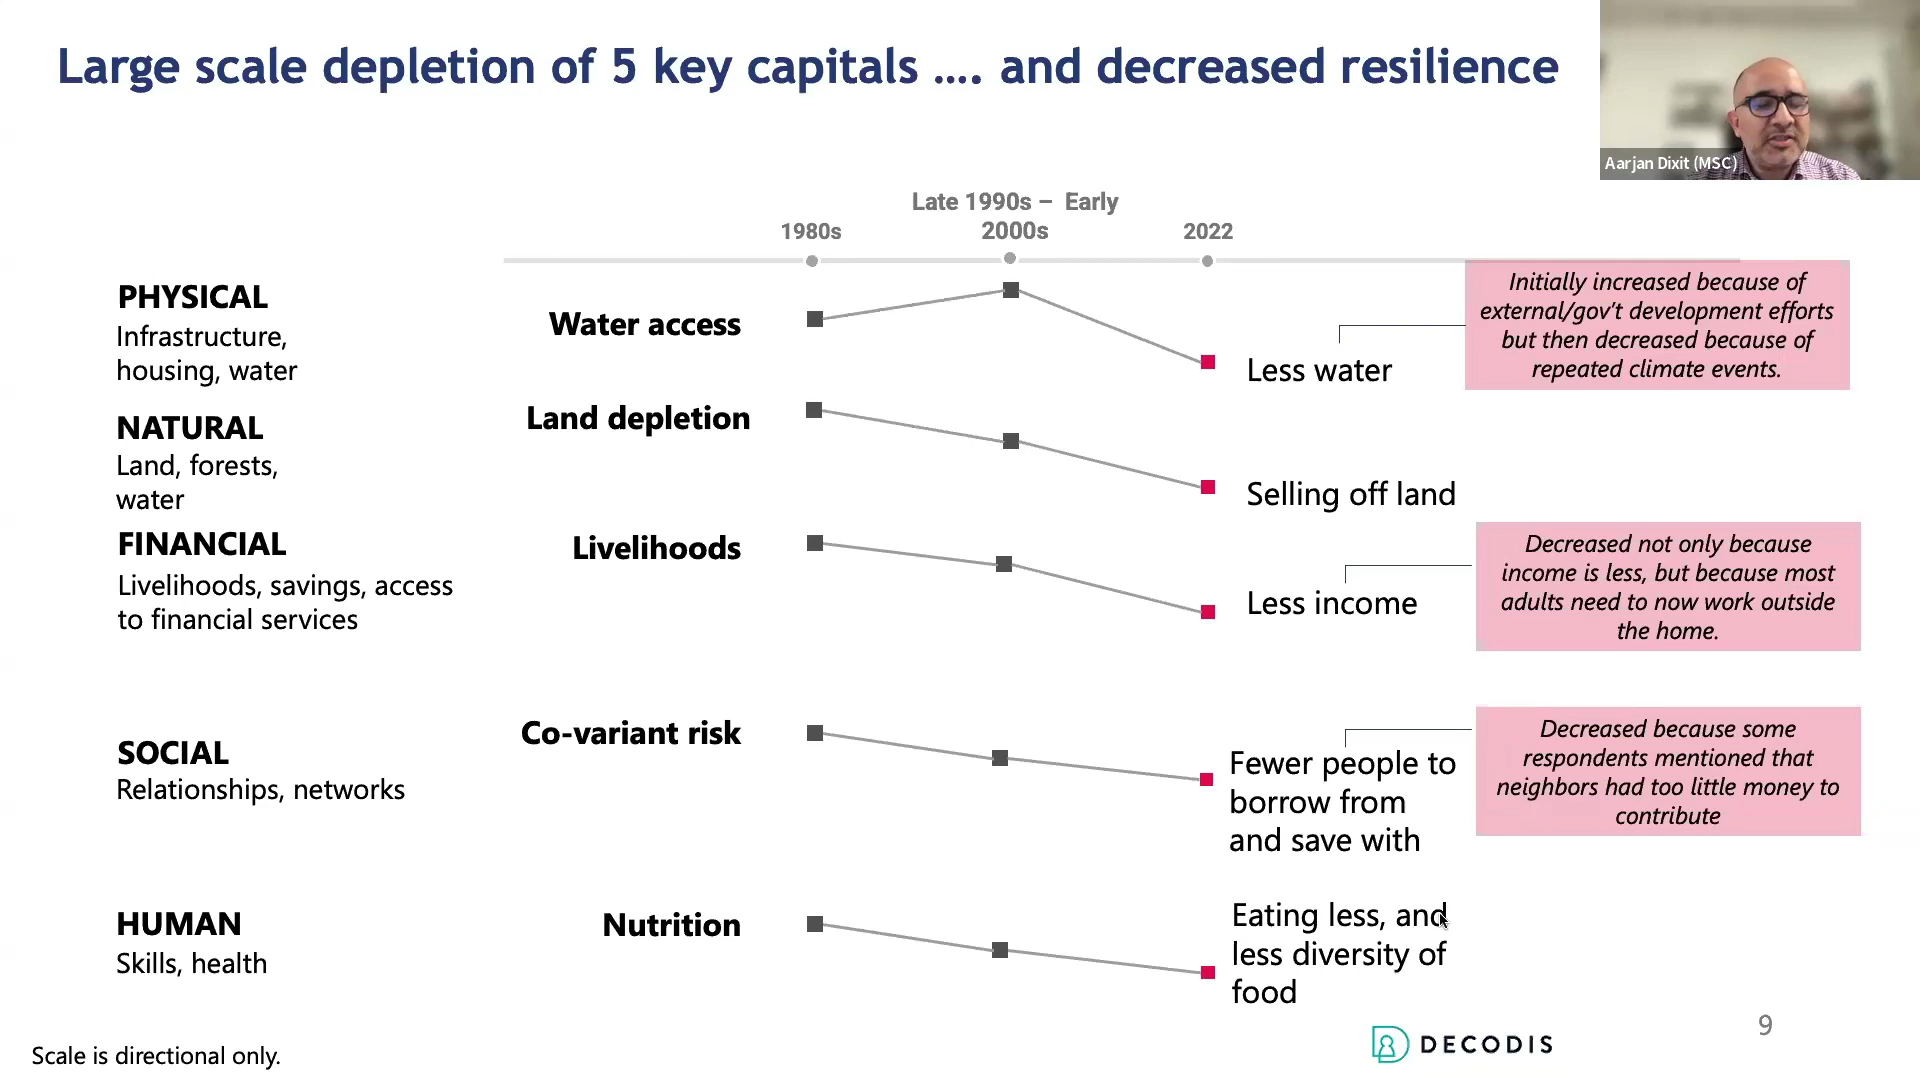 Large scale depletion of 5 key capitals .... and decreased resilience
Aarjan Dixit (MSC)
Late 1990s – Early
1980s
2000s
2022
PHYSICAL
Infrastructure,
housing, water
Water access
Less water
Initially increased because of
external/gov't development efforts
but then decreased because of
repeated climate events.
NATURAL
Land, forests,
water
Land depletion
Selling off land
FINANCIAL
Livelihoods, savings, access
to financial services
Livelihoods
Less income
Decreased not only because
income is less, but because most
adults need to now work outside
the home.
SOCIAL
Relationships, networks
Co-variant risk
Fewer people to
borrow from
and save with
Decreased because some
respondents mentioned that
neighbors had too little money to
contribute
HUMAN
Skills, health
Nutrition
Eating less, and
less diversity of
food
Scale is directional only.
DECODIS
9